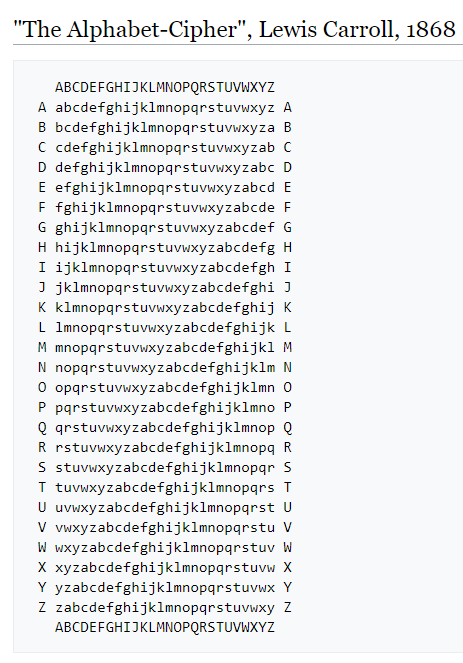 "The Alphabet-Cipher", Lewis Carroll, 1868
ABCDEFGHIJKLMNOPQRSTUVWXYZ
A abcdefghijklmnopqrstuvwxyz A
B bcdefghijklmnopqrstuvwxyza B
C cdefghijklmnopqrstuvwxyzab C
D defghijklmnopqrstuvwxyzabc D
E efghijklmnopqrstuvwxyzabcd E
F fghijklmnopqrstuvwxyzabcde F
G ghijklmnopqrstuvwxyzabcdef G
H hijklmnopqrstuvwxyzabcdefg H
I ijklmnopqrstuvwxyzabcdefgh I
J jklmnopqrstuvwxyzabcdefghi J
K klmnopqrstuvwxyzabcdefghij K
L lmnopqrstuvwxyzabcdefghijk L
M mnopqrstuvwxyzabcdefghijkl M
N nopqrstuvwxyzabcdefghijklm N
O opqrstuvwxyzabcdefghijklmn O
P pqrstuvwxyzabcdefghijklmno P
Q qrstuvwxyzabcdefghijklmnop Q
R rstuvwxyzabcdefghijklmnopq R
S stuvwxyzabcdefghijklmnopqr S
T tuvwxyzabcdefghijklmnopqrs T
U uvwxyzabcdefghijklmnopqrst U
V vwxyzabcdefghijklmnopqrstu V
W wxyzabcdefghijklmnopqrstuv W
X xyzabcdefghijklmnopqrstuvw X
Y yzabcdefghijklmnopqrstuvwx Y
Z zabcdefghijklmnopqrstuvwxy Z
ABCDEFGHIJKLMNOPQRSTUVWXYZ